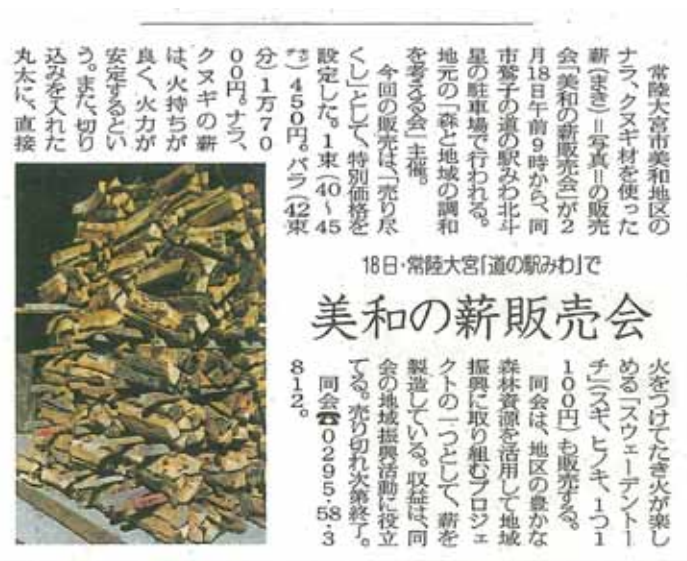 18日・常陸大宮「道の駅みわ」で
美和の薪販売会
常陸大宮市美和地区の
ナラ、クヌギ材を使った
薪(まき)＝写真＝の販売
会「美和の薪販売会」が2
月18日午前9時から、同
市鷲子の道の駅みわ北斗
星の駐車場で行われる。
地元の「森と地域の調和
を考える会」主催。
今回の販売は、「売り尽
くし」として、特別価格を
設定した。1束(40〜45
㌢)450円。バラ(42束
分)1万70
00円。ナラ、
クヌギの薪
は、火持ちが
良く、火力が
安定するとい
う。また、切り
込みを入れた
丸太に、直接
火をつけてたき火が楽し
める「スウェーデントー
チ」(スギ、ヒノキ、1つ1
100円)も販売する。
同会は、地区の豊かな
森林資源を活用して地域
振興に取り組むプロジェ
クトの一つとして、薪を
製造している。収益は、同
会の地域振興活動に役立
てる。売り切れ次第終了。
同会☎0295・58・3
812。